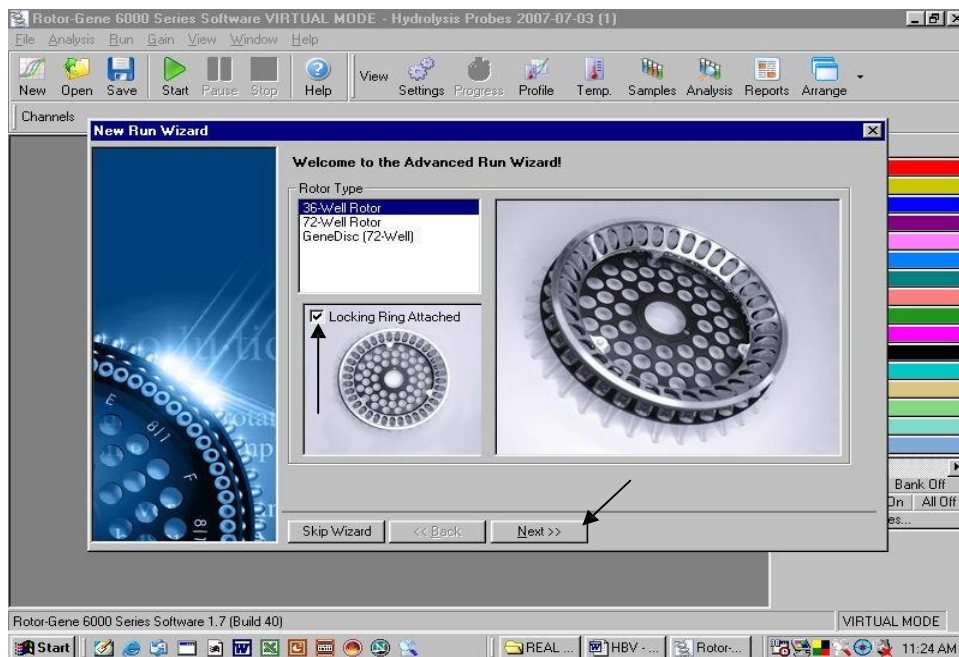 Rotor-Gene 6000 Series Software VIRTUAL MODE - Hydrolysis Probes 2007-07-03 (1)
File Analysis Run Gain View Window Help
New Open Save Start Pause Stop Help View Settings Progress Profile Temp. Samples Analysis Reports Arrange
Channels
New Run Wizard
Welcome to the Advanced Run Wizard!
Rotor Type
36-Well Rotor
72-Well Rotor
GeneDisc (72-Well)
Locking Ring Attached
E 8/1 F 8
Bank Off
On All Off
es...
Skip Wizard << Back Next >>
Rotor-Gene 6000 Series Software 1.7 (Build 40) VIRTUAL MODE
Start REAL ... HBV - ... Rotor-... 11:24 AM